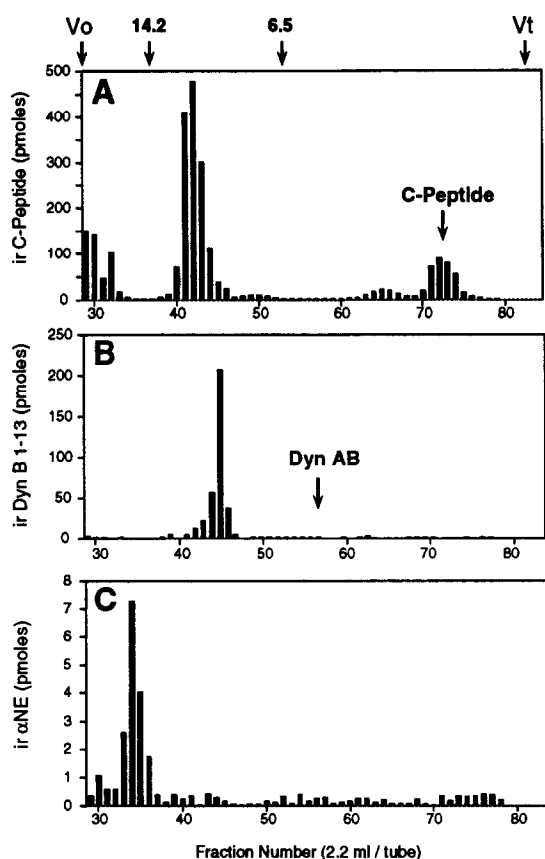 Vo 14.2 6.5 Vt
A
C-Peptide
ir C-Peptide (pmoles)
500
400
300
200
100
0
30 40 50 60 70 80
B
Dyn AB
ir Dyn B 1-13 (pmoles)
250
200
150
100
50
0
30 40 50 60 70 80
C
ir αNE (pmoles)
8
7
6
5
4
3
2
1
0
30 40 50 60 70 80
Fraction Number (2.2 ml / tube)